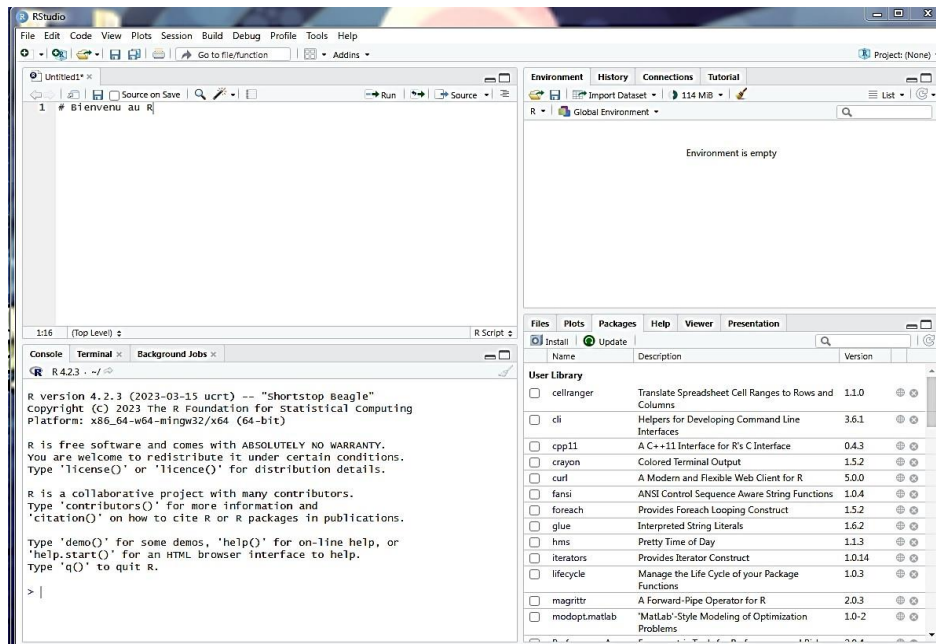 RStudio
File Edit Code View Plots Session Build Debug Profile Tools Help
Go to file/function Addins Project: (None)
Untitled1*
Source on Save Run Source
1 # Bienvenu au R
1:16 (Top Level) R Script
Console Terminal Background Jobs
R 4.2.3 . ~/
R version 4.2.3 (2023-03-15 ucrt) -- "Shortstop Beagle"
Copyright (C) 2023 The R Foundation for Statistical Computing
Platform: x86_64-w64-mingw32/x64 (64-bit)
R is free software and comes with ABSOLUTELY NO WARRANTY.
You are welcome to redistribute it under certain conditions.
Type 'license()' or 'licence()' for distribution details.
R is a collaborative project with many contributors.
Type 'contributors()' for more information and
'citation()' on how to cite R or R packages in publications.
Type 'demo()' for some demos, 'help()' for on-line help, or
'help.start()' for an HTML browser interface to help.
Type 'q()' to quit R.
>
Environment History Connections Tutorial
Import Dataset 114 MiB List
R Global Environment
Environment is empty
Files Plots Packages Help Viewer Presentation
Install Update
Name Description Version
User Library
cellranger Translate Spreadsheet Cell Ranges to Rows and 1.1.0
Columns
cli Helpers for Developing Command Line 3.6.1
Interfaces
cpp11 A C++11 Interface for R's C Interface 0.4.3
crayon Colored Terminal Output 1.5.2
curl A Modern and Flexible Web Client for R 5.0.0
fansi ANSI Control Sequence Aware String Functions 1.0.4
foreach Provides Foreach Looping Construct 1.5.2
glue Interpreted String Literals 1.6.2
hms Pretty Time of Day 1.1.3
iterators Provides Iterator Construct 1.0.14
lifecycle Manage the Life Cycle of your Package 1.0.3
Functions
magrittr A Forward-Pipe Operator for R 2.0.3
modopt.matlab 'MatLab'-Style Modeling of Optimization 1.0-2
Problems